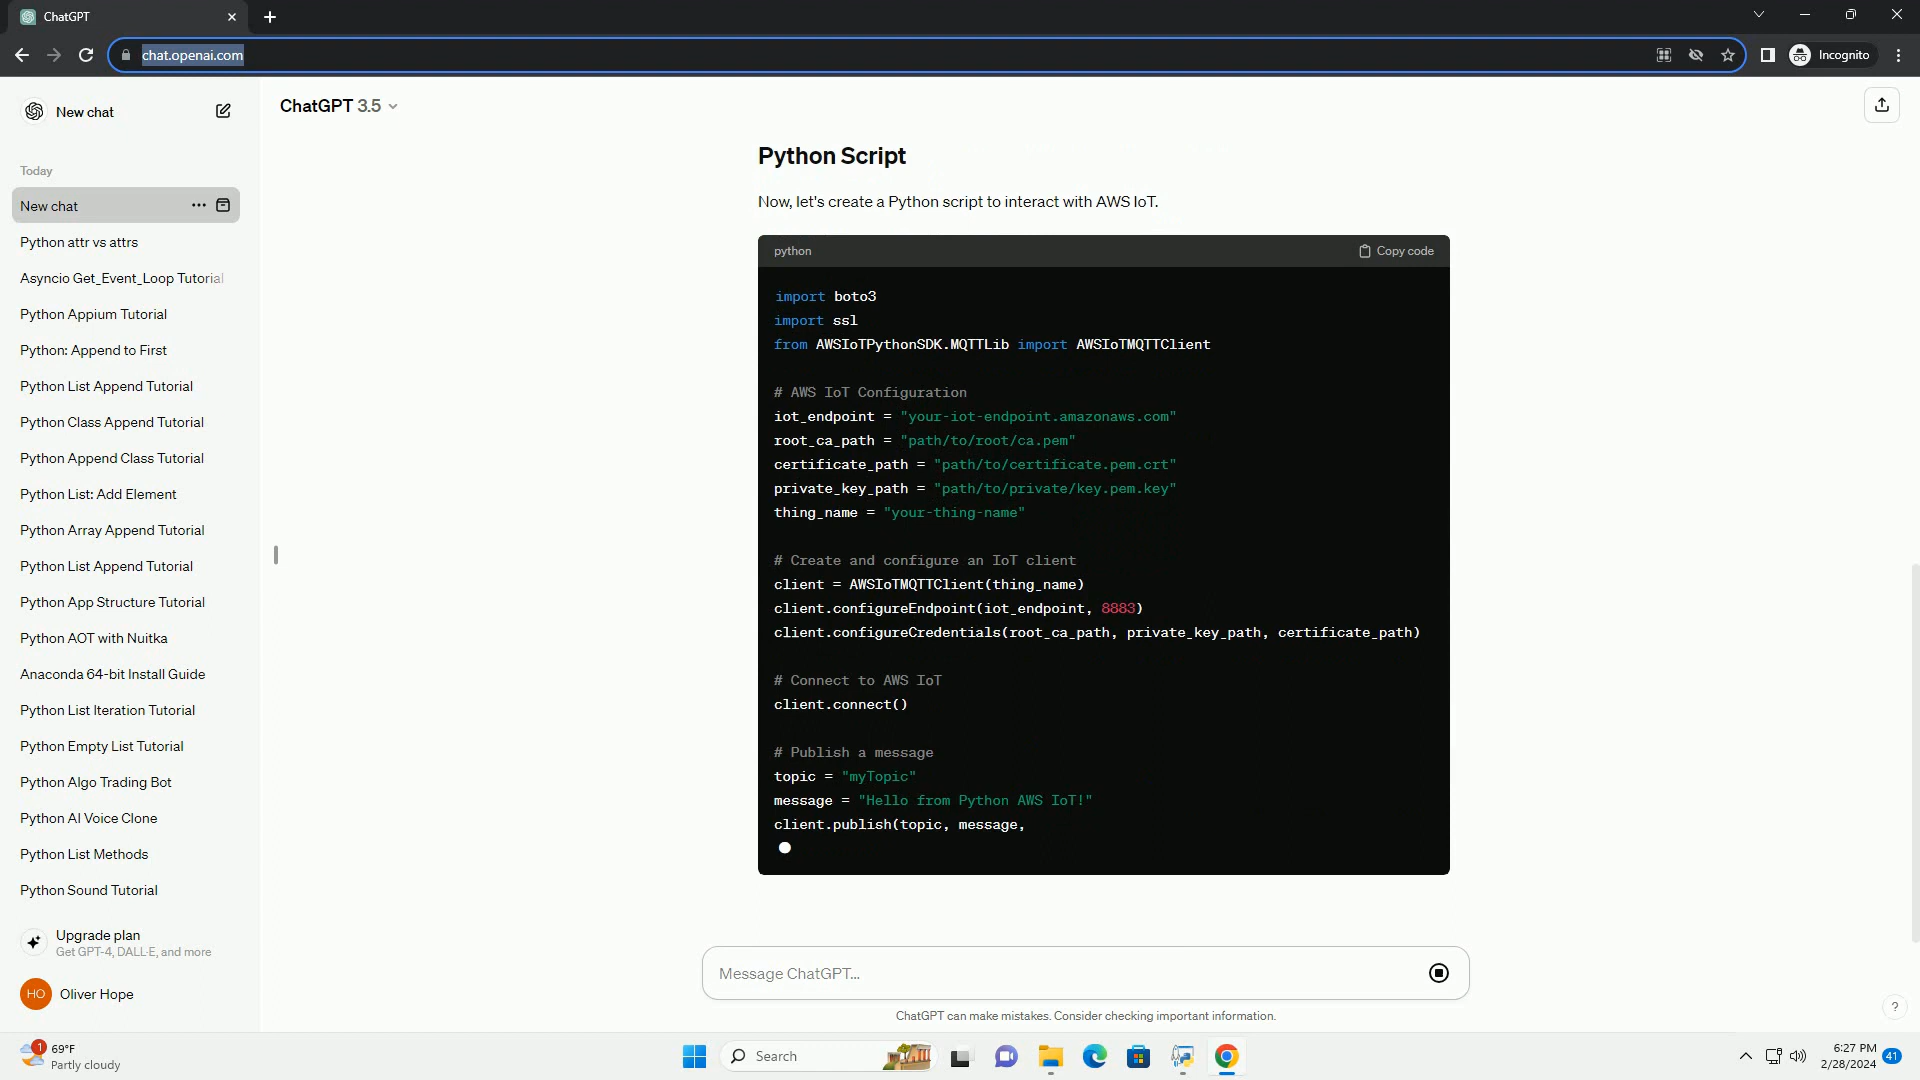 ChatGPT
chat.openai.com
Incognito
New chat
ChatGPT 3.5
Today
New chat
Python attr vs attrs
Asyncio Get_Event_Loop Tutorial
Python Appium Tutorial
Python: Append to First
Python List Append Tutorial
Python Class Append Tutorial
Python Append Class Tutorial
Python List: Add Element
Python Array Append Tutorial
Python List Append Tutorial
Python App Structure Tutorial
Python AOT with Nuitka
Anaconda 64-bit Install Guide
Python List Iteration Tutorial
Python Empty List Tutorial
Python Algo Trading Bot
Python AI Voice Clone
Python List Methods
Python Sound Tutorial
Upgrade plan
Get GPT-4, DALL·E, and more
HO
Oliver Hope
Python Script
Now, let's create a Python script to interact with AWS IoT.
python
Copy code
import boto3
import ssl
from AWSIoTPythonSDK.MQTTLib import AWSIoTMQTTClient
# AWS IoT Configuration
iot_endpoint = "your-iot-endpoint.amazonaws.com"
root_ca_path = "path/to/root/ca.pem"
certificate_path = "path/to/certificate.pem.crt"
private_key_path = "path/to/private/key.pem.key"
thing_name = "your-thing-name"
# Create and configure an IoT client
client = AWSIoTMQTTClient(thing_name)
client.configureEndpoint(iot_endpoint, 8883)
client.configureCredentials(root_ca_path, private_key_path, certificate_path)
# Connect to AWS IoT
client.connect()
# Publish a message
topic = "myTopic"
message = "Hello from Python AWS IoT!"
client.publish(topic, message,
Message ChatGPT...
ChatGPT can make mistakes. Consider checking important information.
?
1
69°F
Partly cloudy
Search
6:27 PM
2/28/2024
41